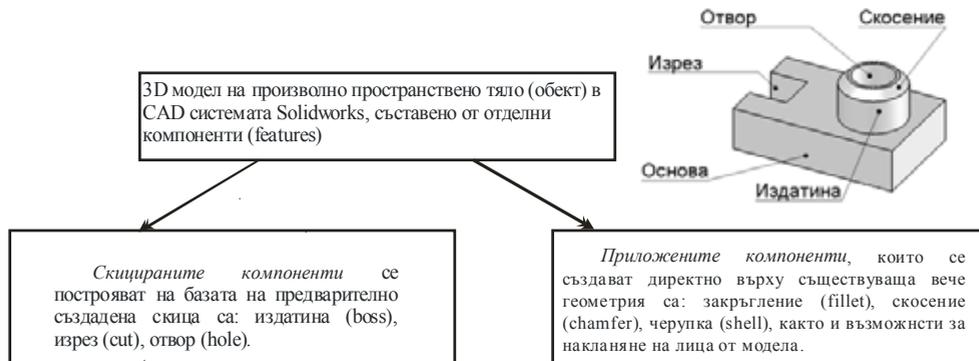 Отвор
Скосение
Изрез
Основа
Издатина
3D модел на произволно пространствено тяло (обект) в
CAD системата Solidworks, съставено от отделни
компоненти (features)
Скицираните компоненти се
построяват на базата на предварително
създадена скица са: издатина (boss),
изрез (cut), отвор (hole).
Приложените компоненти, които се
създават директно върху съществуваща вече
геометрия са: закръгление (fillet), скосение
(chamfer), черупка (shell), както и възможнсти за
накланяне на лица от модела.